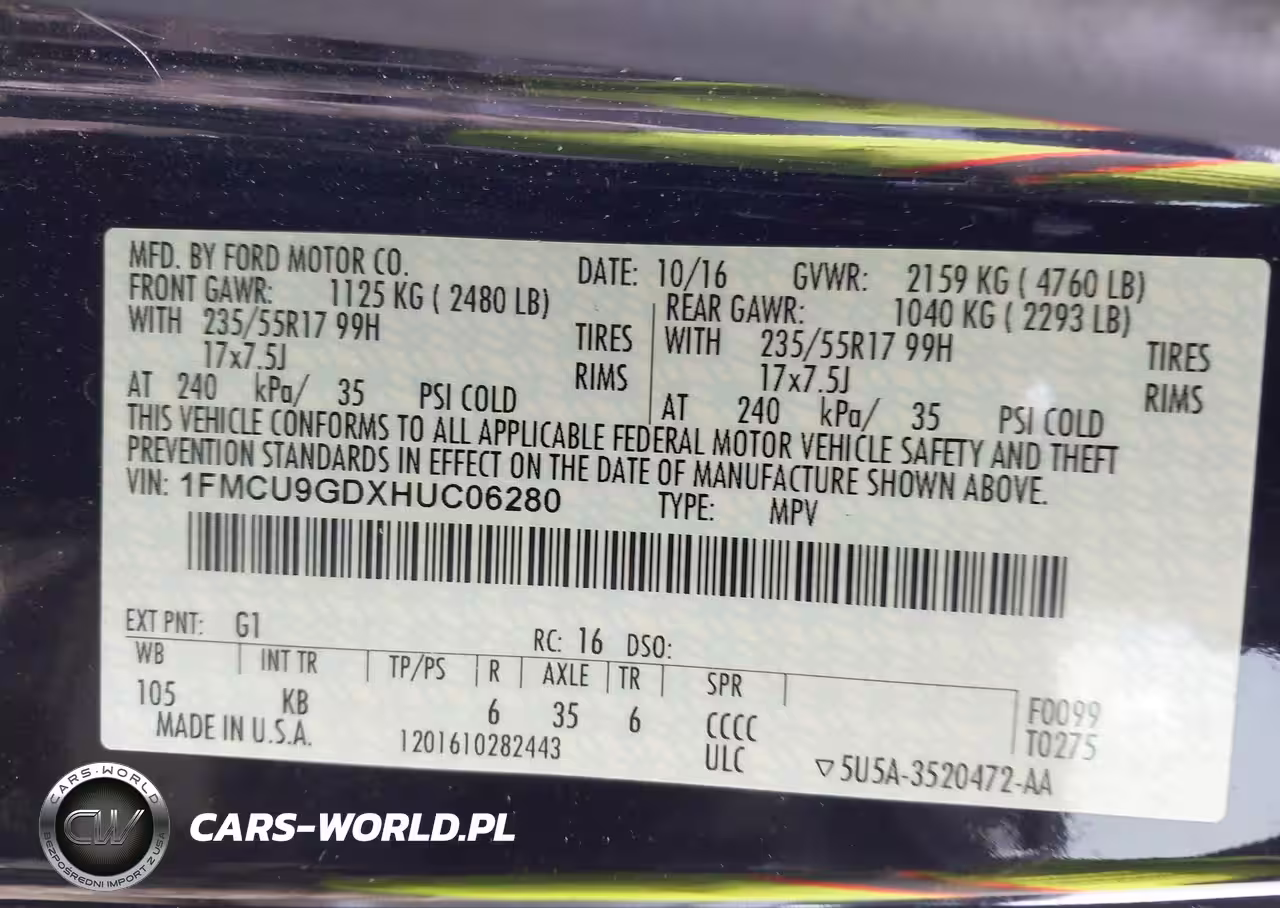 MFD. BY FORD MOTOR CO. DATE: 10/16 GVWR: 2159 KG ( 4760 LB)
FRONT GAWR: 1125 KG ( 2480 LB) REAR GAWR: 1040 KG ( 2293 LB)
WITH 235/55R17 99H TIRES WITH 235/55R17 99H TIRES
17x7.5J RIMS 17x7.5J RIMS
AT 240 kPa/ 35 PSI COLD AT 240 kPa/ 35 PSI COLD
THIS VEHICLE CONFORMS TO ALL APPLICABLE FEDERAL MOTOR VEHICLE SAFETY AND THEFT
PREVENTION STANDARDS IN EFFECT ON THE DATE OF MANUFACTURE SHOWN ABOVE.
VIN: 1FMCU9GDXHUC06280 TYPE: MPV
EXT PNT: G1 RC: 16 DSO:
WB INT TR TP/PS R AXLE TR SPR
105 KB 6 35 6 CCCC F0099
MADE IN U.S.A. 1201610282443 ULC T0275
▽5U5A-3520472-AA
CARS-WORLD
CW
BEZPOŚREDNI IMPORT Z USA
CARS-WORLD.PL